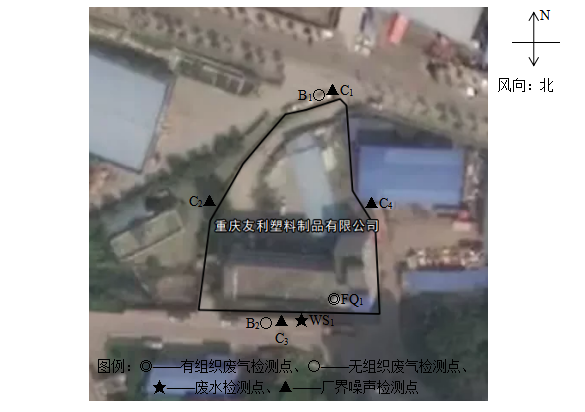 N
风向：北
B1 C1
C2
C4
重庆友利塑料制品有限公司
FQ1
B2 WS1
C3
图例：◎——有组织废气检测点、○——无组织废气检测点、
★——废水检测点、▲——厂界噪声检测点